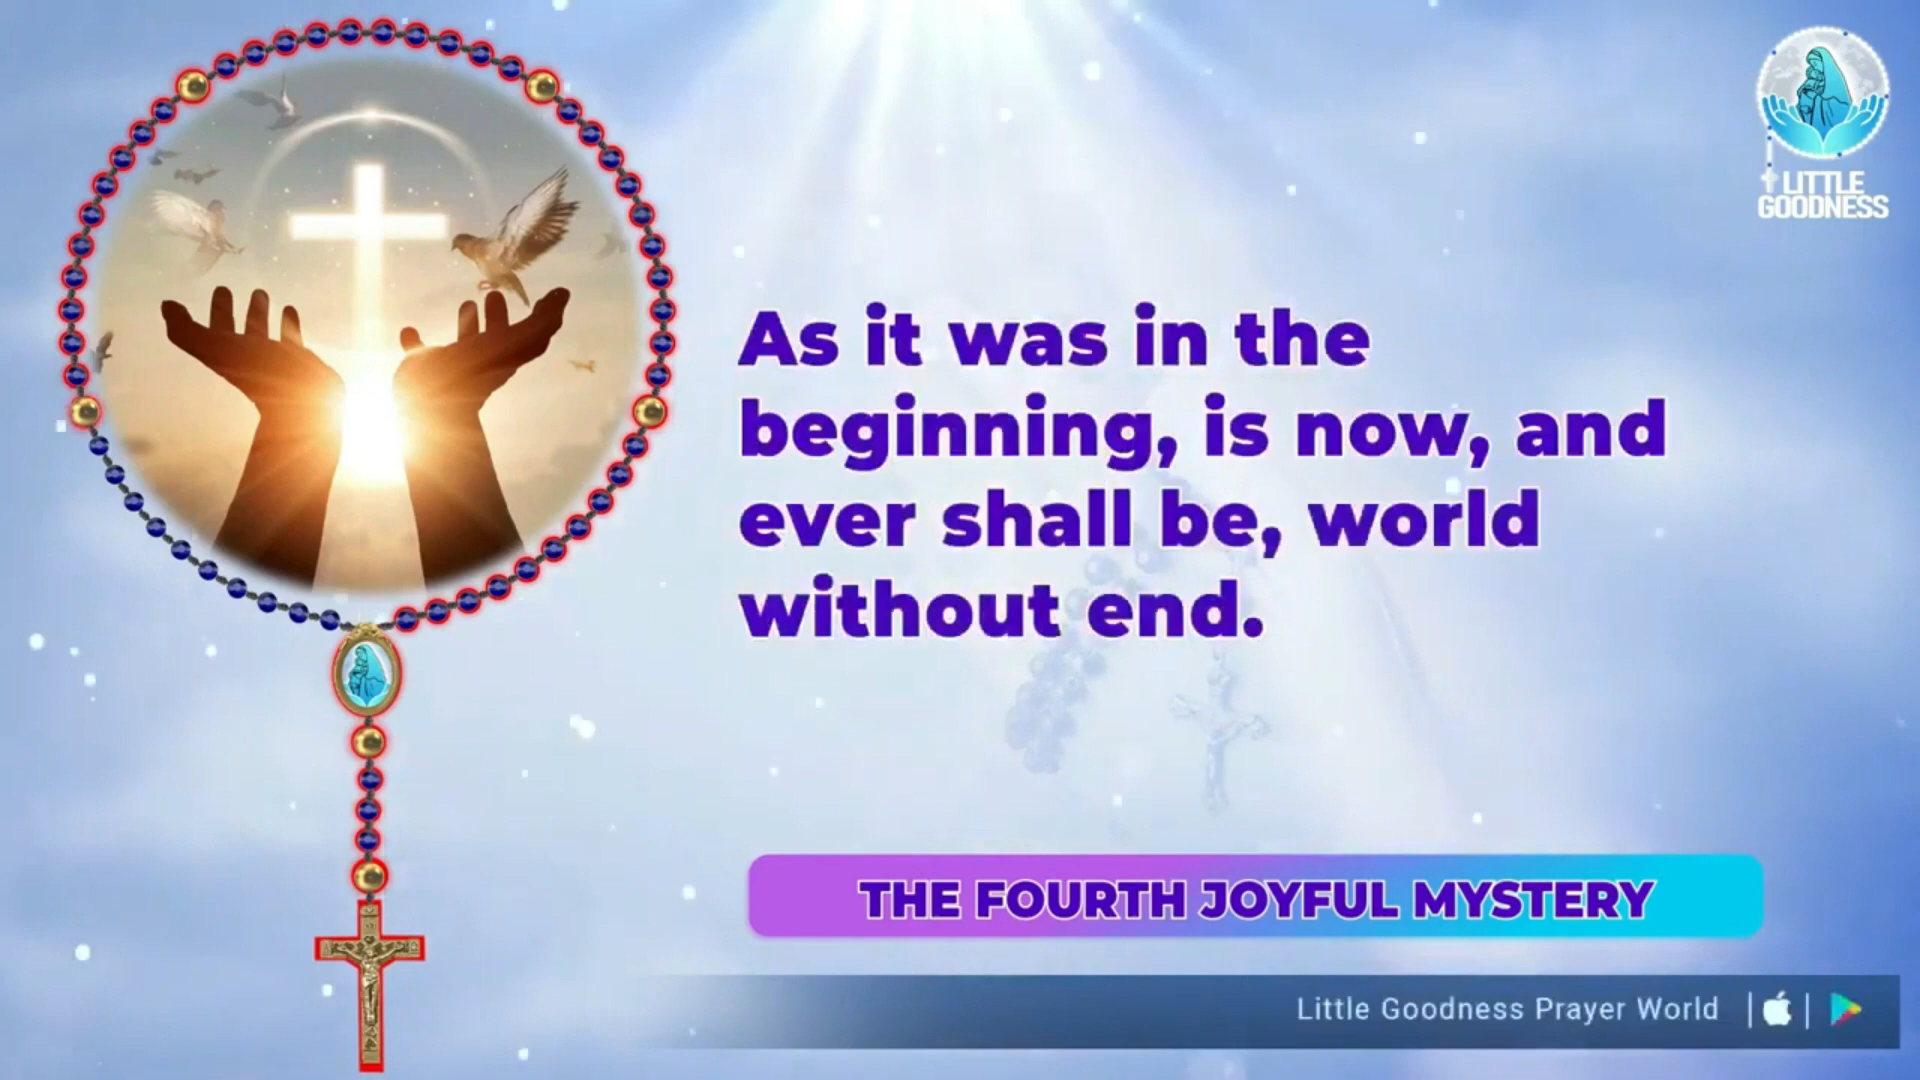 LITTLE
GOODNESS
As it was in the
beginning, is now, and
ever shall be, world
without end.
THE FOURTH JOYFUL MYSTERY
Little Goodness Prayer World